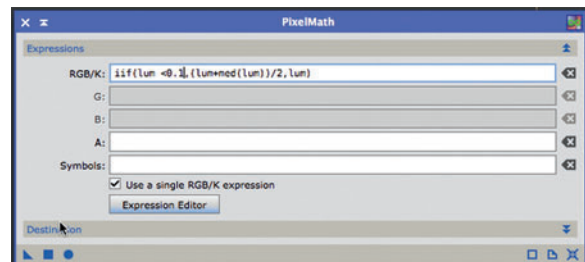 PixelMath
Expressions
RGB/K: iif(lum <0.1,(lum+med(lum))/2,lum)
G:
B:
A:
Symbols:
Use a single RGB/K expression
Expression Editor
Destination